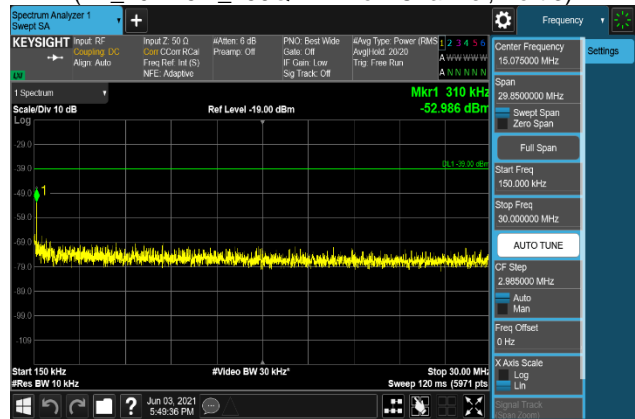 Spectrum Analyzer 1
Swept SA
Frequency
KEYSIGHT
Input: RF
Coupling: DC
Align: Auto
Input Z: 50 Ω
Corr CCorr RCal
Freq Ref: Int (S)
NFE: Adaptive
#Atten: 6 dB
Preamp: Off
PNO: Best Wide
Gate: Off
IF Gain: Low
Sig Track: Off
#Avg Type: Power (RMS
Avg|Hold: 20/20
Trig: Free Run
1 2 3 4 5 6
A WW WW W
A N N N N N
LW
1 Spectrum
Scale/Div 10 dB
Log
Ref Level -19.00 dBm
Mkr1 310 kHz
-52.986 dBm
DL1 -39.00 dBm
1
-29.0
-39.0
-49.0
-59.0
-69.0
-79.0
-89.0
-99.0
-109
Start 150 kHz
#Res BW 10 kHz
#Video BW 30 kHz*
Stop 30.00 MHz
Sweep 120 ms (5971 pts
Jun 03, 2021
5:49:36 PM
Center Frequency
15.075000 MHz
Settings
Span
29.8500000 MHz
Swept Span
Zero Span
Full Span
Start Freq
150.000 kHz
Stop Freq
30.000000 MHz
AUTO TUNE
CF Step
2.985000 MHz
Auto
Man
Freq Offset
0 Hz
X Axis Scale
Log
Lin
Signal Track
(Span Zoom)